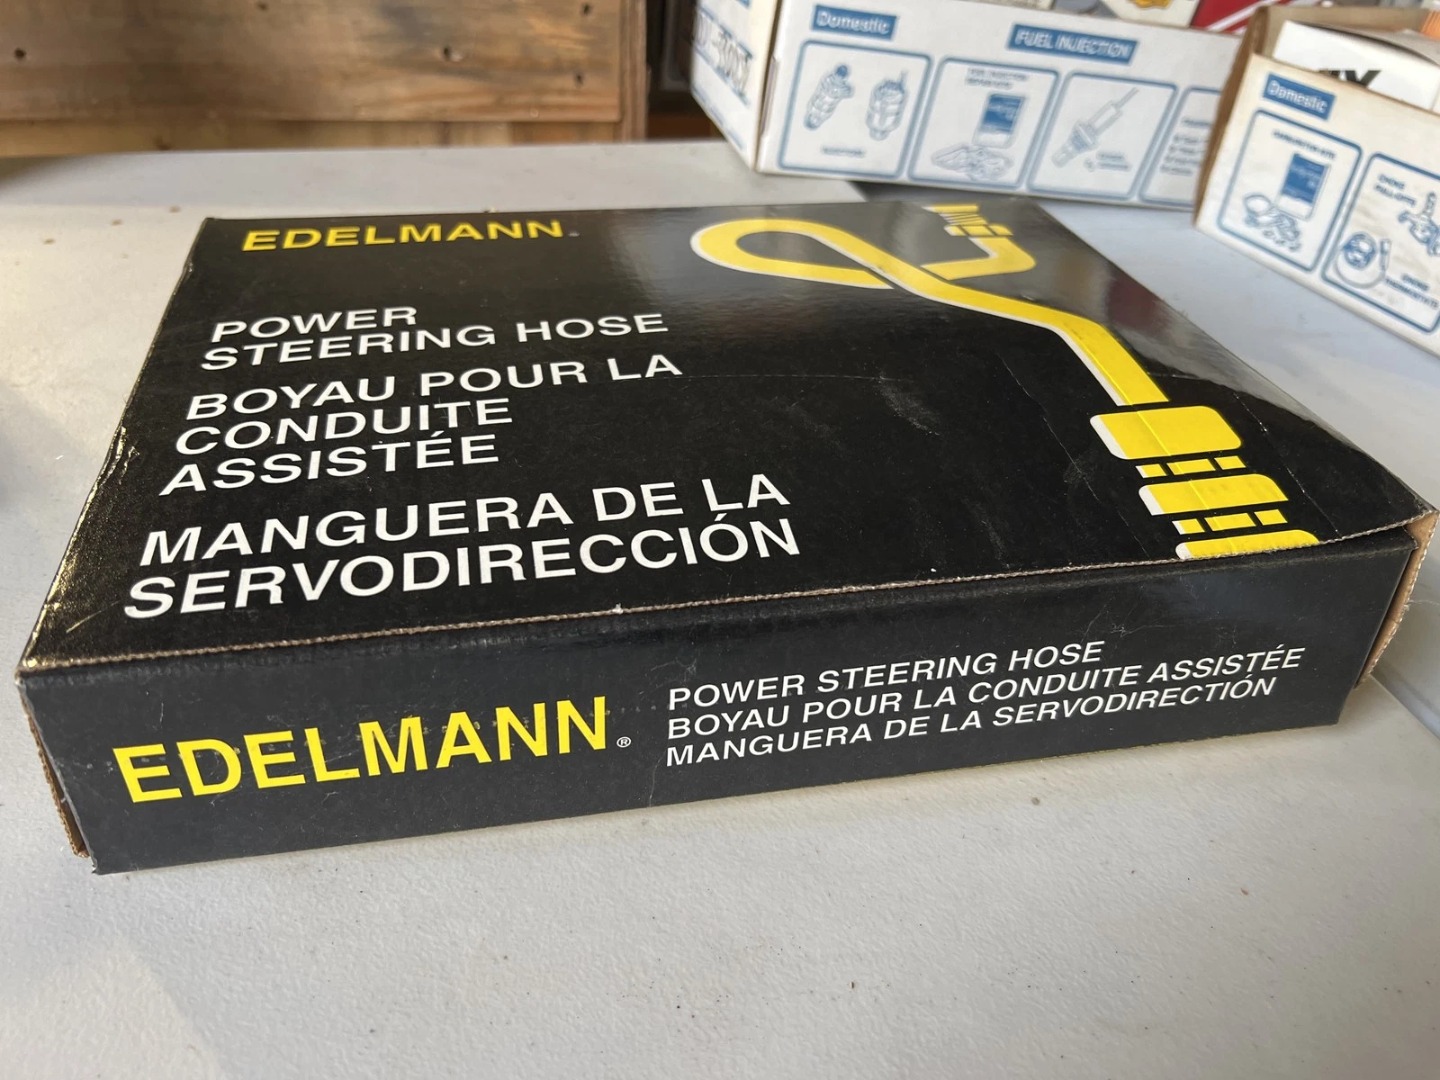 EDELMANN
POWER
STEERING HOSE
BOYAU POUR LA
CONDUITE
ASSISTÉE
MANGUERA DE LA
SERVODIRECCIÓN
EDELMANN®
POWER STEERING HOSE
BOYAU POUR LA CONDUITE ASSISTÉE
MANGUERA DE LA SERVODIRECTIÓN
Domestic
FUEL INJECTION
Domestic